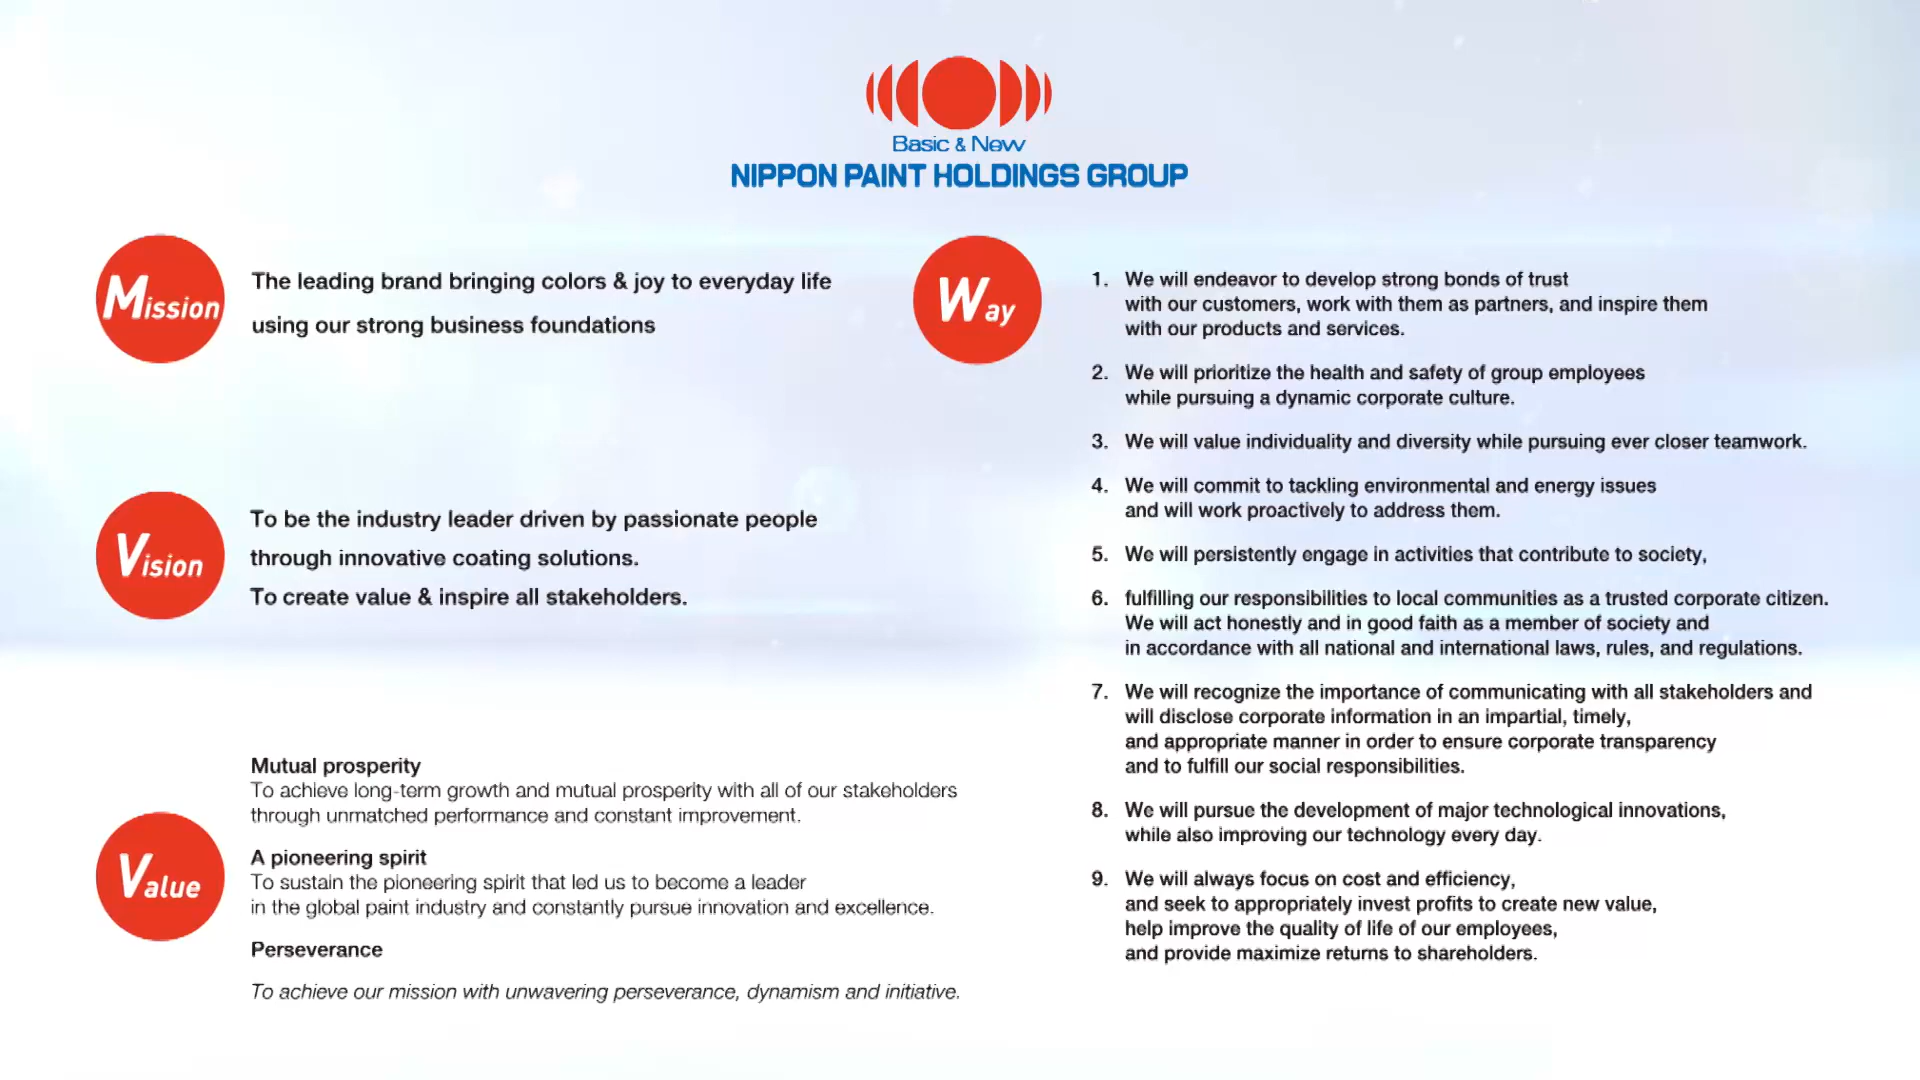 Basic & New
NIPPON PAINT HOLDINGS GROUP
Mission
The leading brand bringing colors & joy to everyday life
using our strong business foundations
Vision
To be the industry leader driven by passionate people
through innovative coating solutions.
To create value & inspire all stakeholders.
Value
Mutual prosperity
To achieve long-term growth and mutual prosperity with all of our stakeholders
through unmatched performance and constant improvement.
A pioneering spirit
To sustain the pioneering spirit that led us to become a leader
in the global paint industry and constantly pursue innovation and excellence.
Perseverance
To achieve our mission with unwavering perseverance, dynamism and initiative.
Way
1. We will endeavor to develop strong bonds of trust
with our customers, work with them as partners, and inspire them
with our products and services.
2. We will prioritize the health and safety of group employees
while pursuing a dynamic corporate culture.
3. We will value individuality and diversity while pursuing ever closer teamwork.
4. We will commit to tackling environmental and energy issues
and will work proactively to address them.
5. We will persistently engage in activities that contribute to society,
6. fulfilling our responsibilities to local communities as a trusted corporate citizen.
We will act honestly and in good faith as a member of society and
in accordance with all national and international laws, rules, and regulations.
7. We will recognize the importance of communicating with all stakeholders and
will disclose corporate information in an impartial, timely,
and appropriate manner in order to ensure corporate transparency
and to fulfill our social responsibilities.
8. We will pursue the development of major technological innovations,
while also improving our technology every day.
9. We will always focus on cost and efficiency,
and seek to appropriately invest profits to create new value,
help improve the quality of life of our employees,
and provide maximize returns to shareholders.